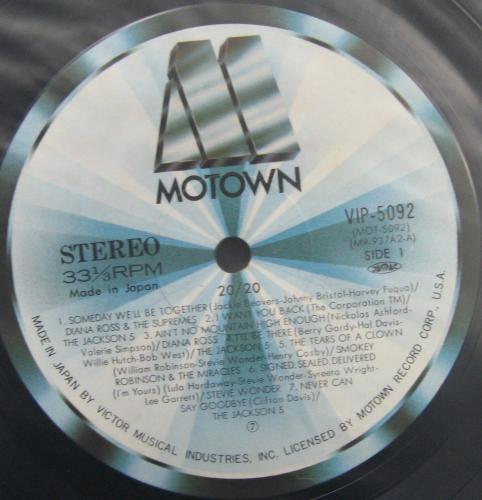 MOTOWN
VIP-5092
(MOT-5092)
(M9-937A2-A)
SIDE 1
STEREO
33⅓RPM
Made in Japan
20/20
1. SOMEDAY WE'LL BE TOGETHER (Jackie Beavers-Johnny Bristol-Harvey Fuqua)/
DIANA ROSS & THE SUPREMES 2. I WANT YOU BACK (The Corporation TM)/
THE JACKSON 5 3. AIN'T NO MOUNTAIN HIGH ENOUGH (Nickolas Ashford-
Valerie Simpson)/ DIANA ROSS 4. I'LL BE THERE (Berry Gordy-Hal Davis-
Willie Hutch-Bob West)/ THE JACKSON 5 5. THE TEARS OF A CLOWN
(William Robinson-Stevie Wonder-Henry Cosby)/ SMOKEY
ROBINSON & THE MIRACLES 6. SIGNED, SEALED, DELIVERED
(I'm Yours) (Lula Hardaway-Stevie Wonder-Syreeta Wright-
Lee Garrett)/ STEVIE WONDER 7. NEVER CAN
SAY GOODBYE (Clifton Davis)/
THE JACKSON 5
⑦
MADE IN JAPAN BY VICTOR MUSICAL INDUSTRIES, INC. LICENSED BY MOTOWN RECORD CORP., U.S.A.